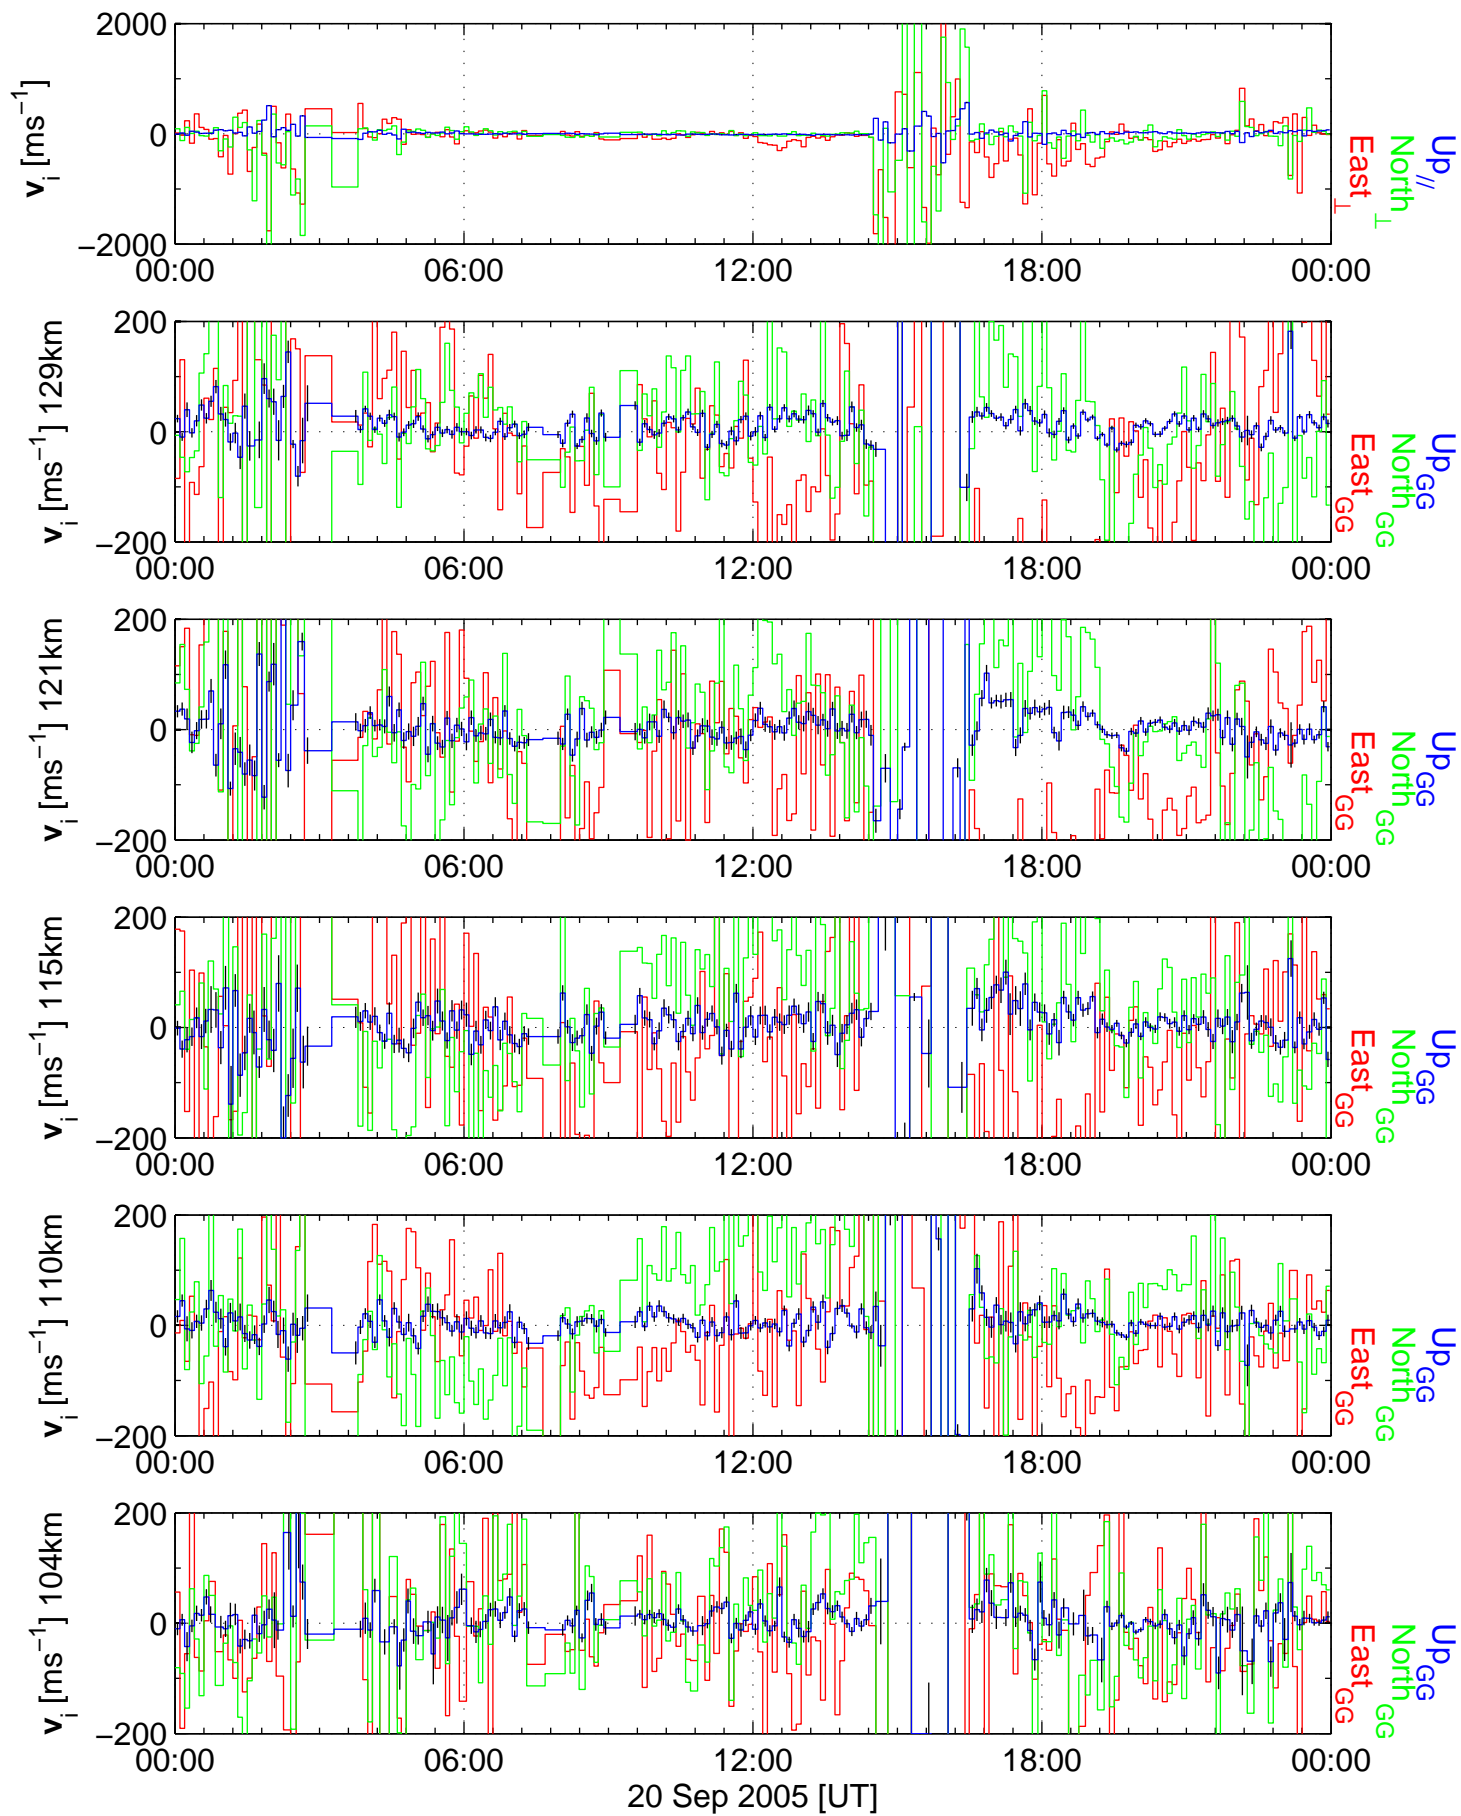 2000
0
−2000
v_i [ms⁻¹]
00:00 06:00 12:00 18:00 00:00
East_⊥
North_⊥
Up_//
200
0
−200
v_i [ms⁻¹] 129km
00:00 06:00 12:00 18:00 00:00
East_GG
North_GG
Up_GG
200
0
−200
v_i [ms⁻¹] 121km
00:00 06:00 12:00 18:00 00:00
East_GG
North_GG
Up_GG
200
0
−200
v_i [ms⁻¹] 115km
00:00 06:00 12:00 18:00 00:00
East_GG
North_GG
Up_GG
200
0
−200
v_i [ms⁻¹] 110km
00:00 06:00 12:00 18:00 00:00
East_GG
North_GG
Up_GG
200
0
−200
v_i [ms⁻¹] 104km
00:00 06:00 12:00 18:00 00:00
East_GG
North_GG
Up_GG
20 Sep 2005 [UT]